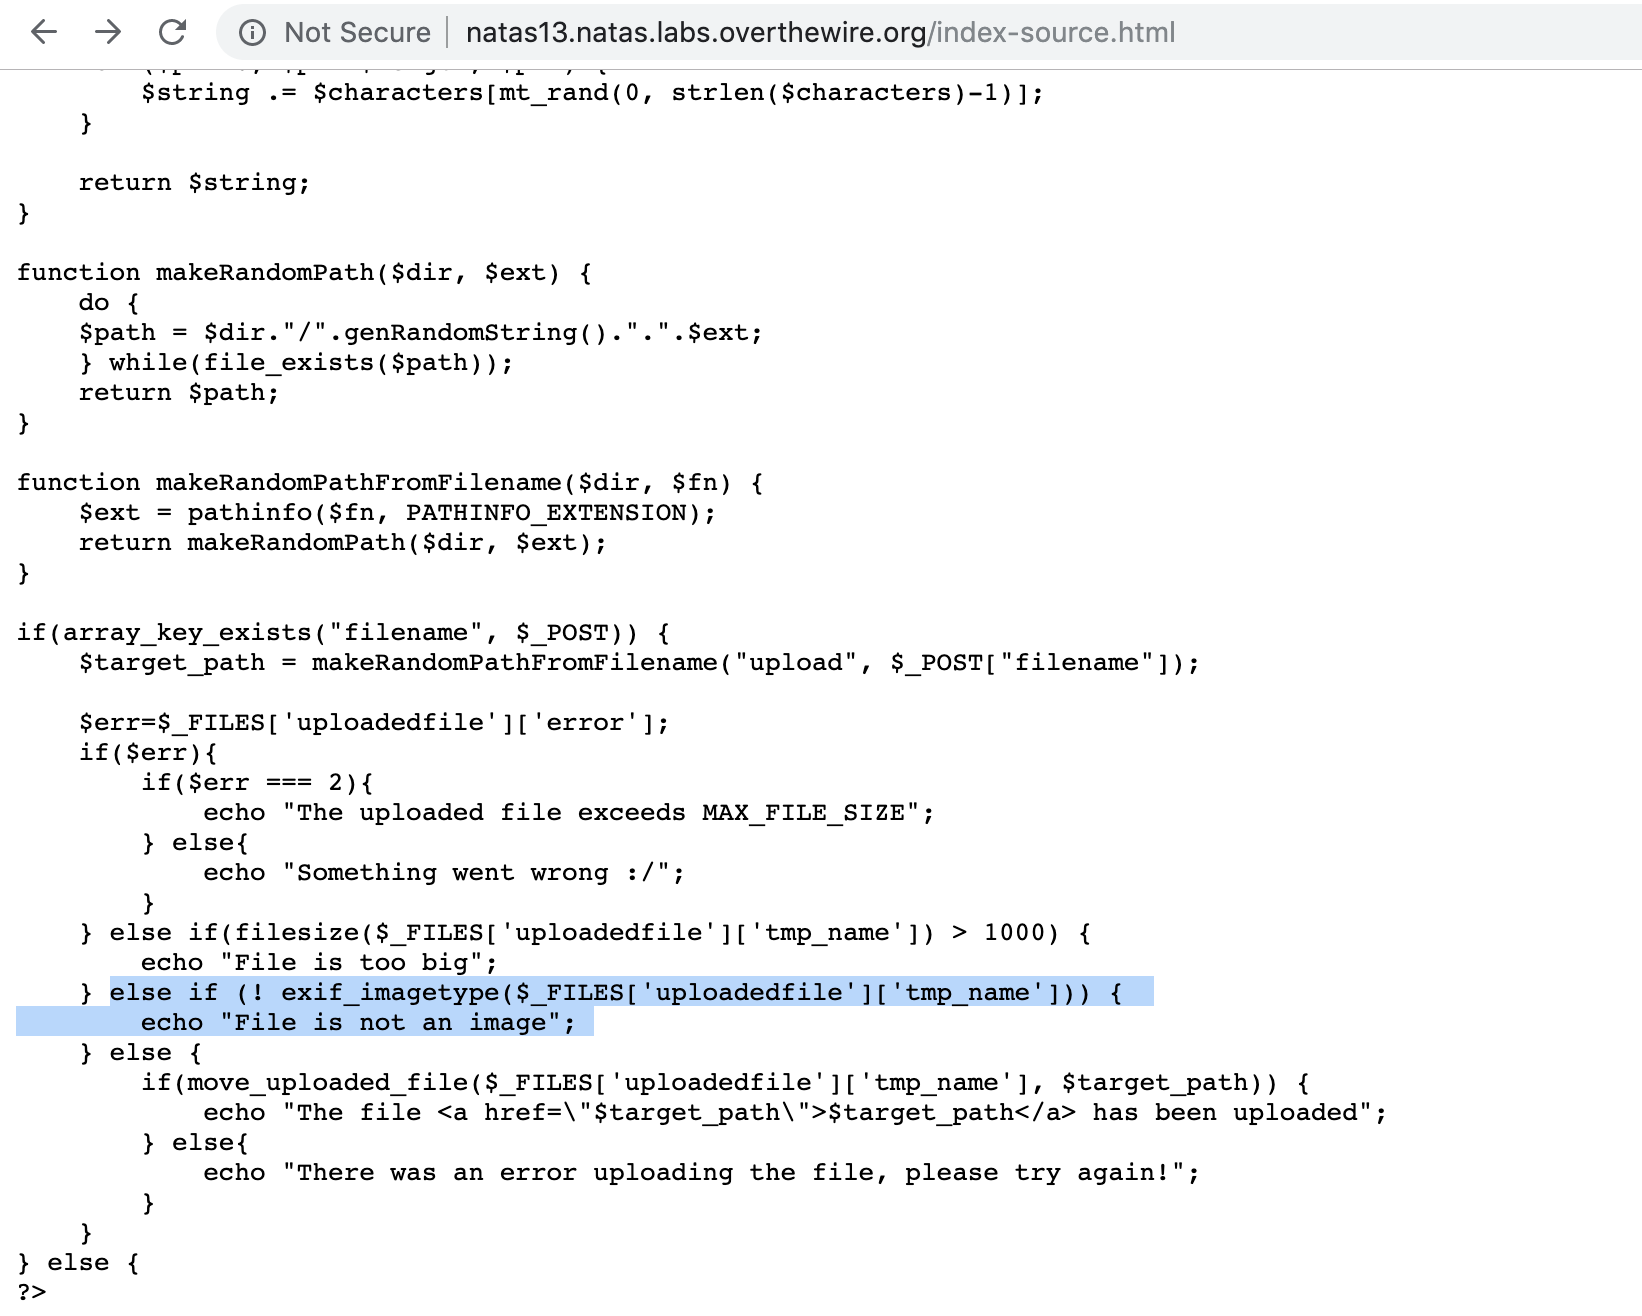 Not Secure | natas13.natas.labs.overthewire.org/index-source.html
        $string .= $characters[mt_rand(0, strlen($characters)-1)];
    }

    return $string;
}

function makeRandomPath($dir, $ext) {
    do {
    $path = $dir."/".genRandomString().".".$ext;
    } while(file_exists($path));
    return $path;
}

function makeRandomPathFromFilename($dir, $fn) {
    $ext = pathinfo($fn, PATHINFO_EXTENSION);
    return makeRandomPath($dir, $ext);
}

if(array_key_exists("filename", $_POST)) {
    $target_path = makeRandomPathFromFilename("upload", $_POST["filename"]);

    $err=$_FILES['uploadedfile']['error'];
    if($err){
        if($err === 2){
            echo "The uploaded file exceeds MAX_FILE_SIZE";
        } else{
            echo "Something went wrong :/";
        }
    } else if(filesize($_FILES['uploadedfile']['tmp_name']) > 1000) {
        echo "File is too big";
    } else if (! exif_imagetype($_FILES['uploadedfile']['tmp_name'])) {
        echo "File is not an image";
    } else {
        if(move_uploaded_file($_FILES['uploadedfile']['tmp_name'], $target_path)) {
            echo "The file <a href=\"$target_path\">$target_path</a> has been uploaded";
        } else{
            echo "There was an error uploading the file, please try again!";
        }
    }
} else {
?>